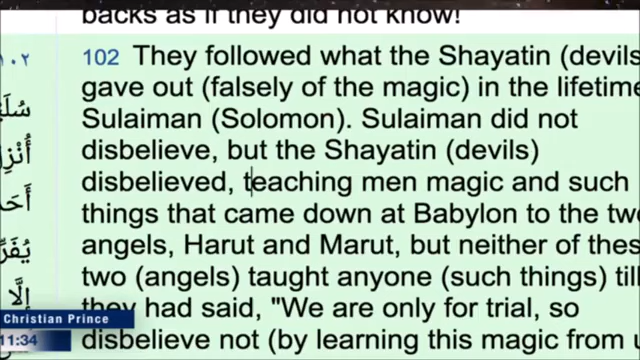 backs as if they did not know!
١٠٢
102 They followed what the Shayatin (devils
gave out (falsely of the magic) in the lifetime
Sulaiman (Solomon). Sulaiman did not
disbelieve, but the Shayatin (devils)
disbelieved, teaching men magic and such
things that came down at Babylon to the two
angels, Harut and Marut, but neither of thes
two (angels) taught anyone (such things) till
they had said, "We are only for trial, so
disbelieve not (by learning this magic from u
إِلَّا
Christian Prince
11:34